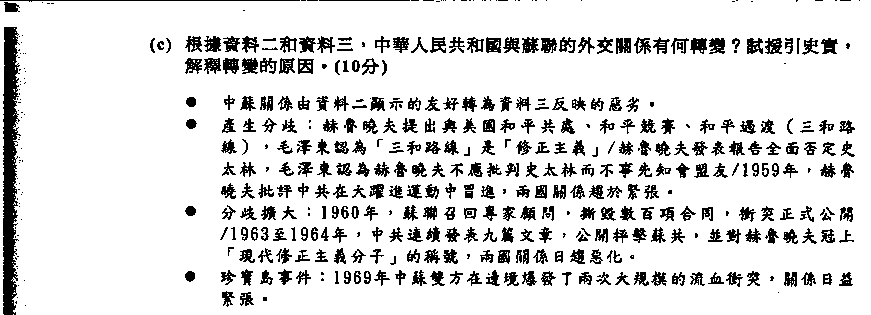 (c) 根據資料二和資料三，中華人民共和國與蘇聯的外交關係有何轉變？試援引史實，
解釋轉變的原因。(10分)
● 中蘇關係由資料二顯示的友好轉為資料三反映的惡劣。
● 產生分歧：赫魯曉夫提出與美國和平共處、和平競賽、和平過渡（三和路
線），毛澤東認為「三和路線」是「修正主義」/赫魯曉夫發表報告全面否定史
太林，毛澤東認為赫魯曉夫不應批判史太林而不事先知會盟友/1959年，赫魯
曉夫批評中共在大躍進運動中冒進，兩國關係趨於緊張。
● 分歧擴大：1960年，蘇聯召回專家顧問，撕毀數百項合同，衝突正式公開
/1963至1964年，中共連續發表九篇文章，公開抨擊蘇共，並對赫魯曉夫冠上
「現代修正主義分子」的稱號，兩國關係日趨惡化。
● 珍寶島事件：1969年中蘇雙方在邊境爆發了兩次大規模的流血衝突，關係日益
緊張。